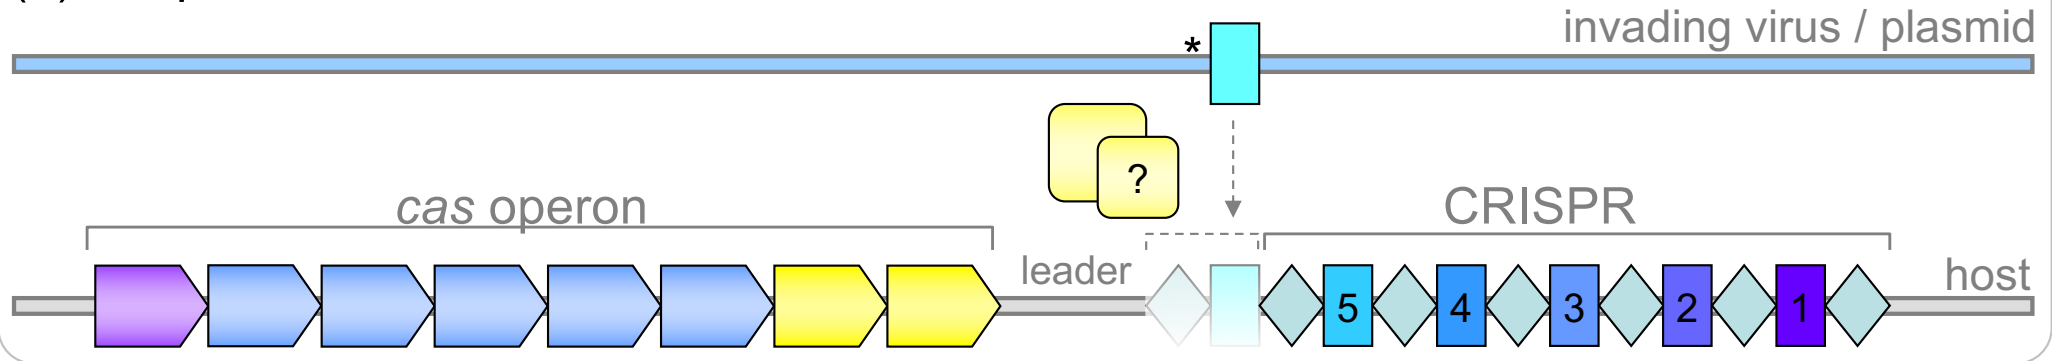 invading virus / plasmid
*
?
cas operon
CRISPR
leader
host
5 4 3 2 1